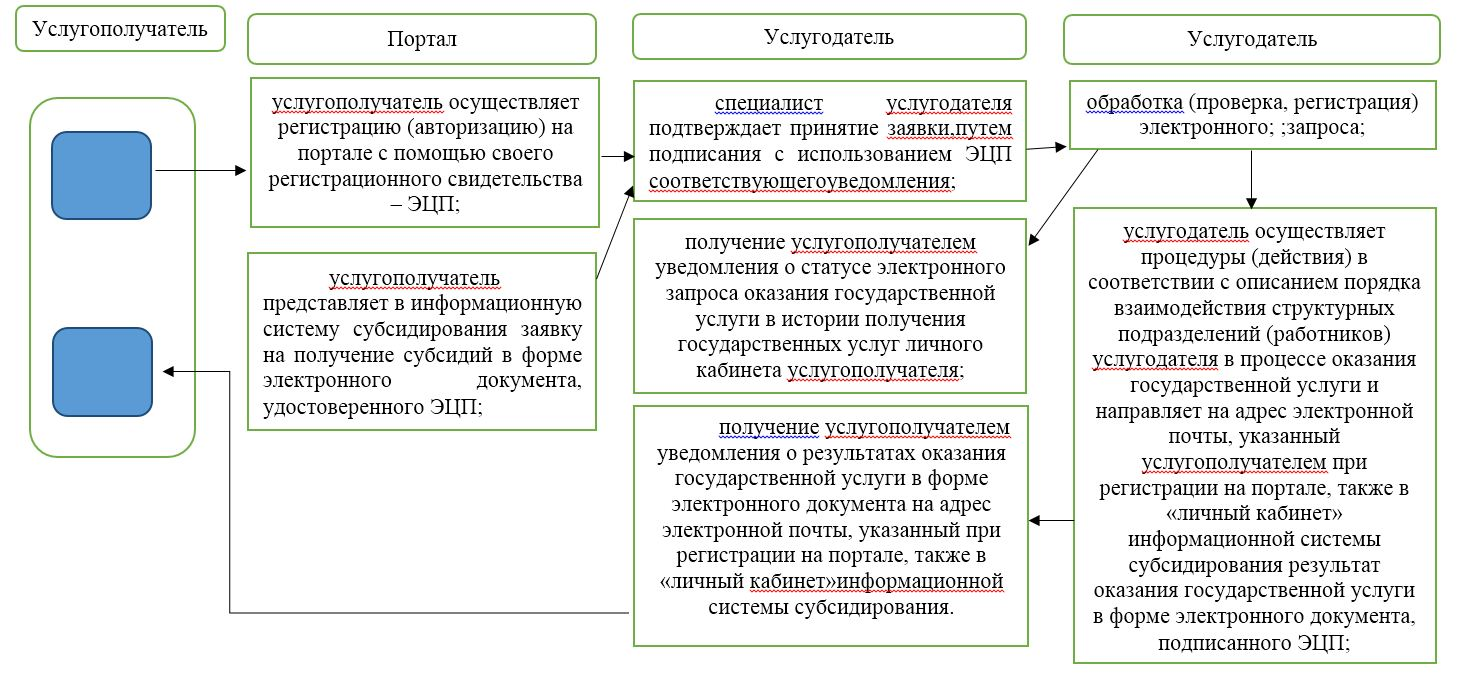 Услугополучатель
Портал
Услугодатель
Услугодатель
услугополучатель осуществляет
регистрацию (авторизацию) на
портале с помощью своего
регистрационного свидетельства
– ЭЦП;
услугополучатель
представляет в информационную
систему субсидирования заявку
на получение субсидий в форме
электронного документа,
удостоверенного ЭЦП;
специалист услугодателя
подтверждает принятие заявки,путем
подписания с использованием ЭЦП
соответствующегоуведомления;
получение услугополучателем
уведомления о статусе электронного
запроса оказания государственной
услуги в истории получения
государственных услуг личного
кабинета услугополучателя;
получение услугополучателем
уведомления о результатах оказания
государственной услуги в форме
электронного документа на адрес
электронной почты, указанный при
регистрации на портале, также в
«личный кабинет»информационной
системы субсидирования.
обработка (проверка, регистрация)
электронного; ;запроса;
услугодатель осуществляет
процедуры (действия) в
соответствии с описанием порядка
взаимодействия структурных
подразделений (работников)
услугодателя в процессе оказания
государственной услуги и
направляет на адрес электронной
почты, указанный
услугополучателем при
регистрации на портале, также в
«личный кабинет»
информационной системы
субсидирования результат
оказания государственной услуги
в форме электронного документа,
подписанного ЭЦП;